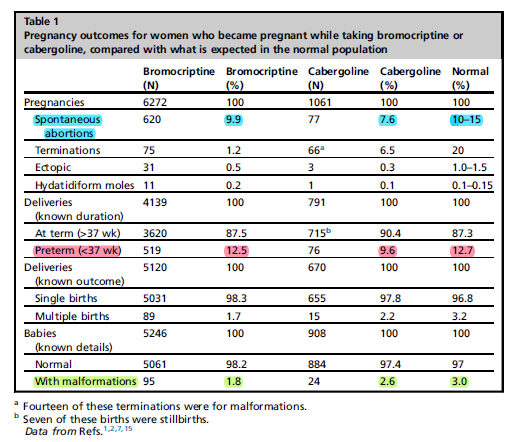 Table 1
Pregnancy outcomes for women who became pregnant while taking bromocriptine or
cabergoline, compared with what is expected in the normal population
Bromocriptine Bromocriptine Cabergoline Cabergoline Normal
(N) (%) (N) (%) (%)
Pregnancies 6272 100 1061 100 100
Spontaneous 620 9.9 77 7.6 10–15
abortions
Terminations 75 1.2 66a 6.5 20
Ectopic 31 0.5 3 0.3 1.0–1.5
Hydatidiform moles 11 0.2 1 0.1 0.1–0.15
Deliveries 4139 100 791 100 100
(known duration)
At term (>37 wk) 3620 87.5 715b 90.4 87.3
Preterm (<37 wk) 519 12.5 76 9.6 12.7
Deliveries 5120 100 670 100 100
(known outcome)
Single births 5031 98.3 655 97.8 96.8
Multiple births 89 1.7 15 2.2 3.2
Babies 5246 100 908 100 100
(known details)
Normal 5061 98.2 884 97.4 97
With malformations 95 1.8 24 2.6 3.0
a Fourteen of these terminations were for malformations.
b Seven of these births were stillbirths.
Data from Refs.1,2,7,15